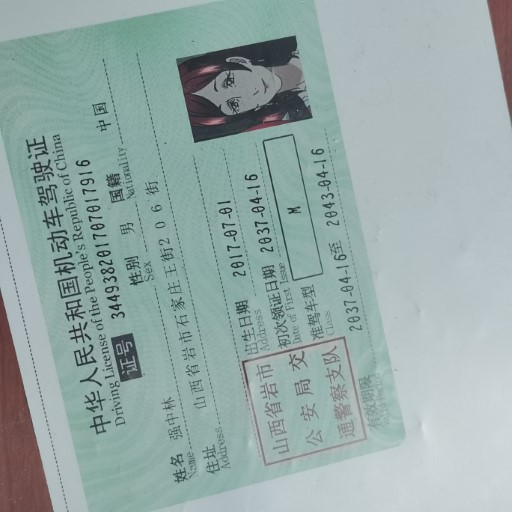 中华人民共和国机动车驾驶证
Driving License of the People's Republic of China
证号 344938201707017916
姓名 强中林 性别 男 国籍 中国
Name Sex Nationality
住址 山西省岩市石家庄王街206街
Address
出生日期 2017-07-01
Address
初次领证日期 2037-04-16
Date of First Issue
准驾车型 M
Class
山西省岩市
公安局交
通警察支队
有效期限 2037-04-16至 2043-04-16